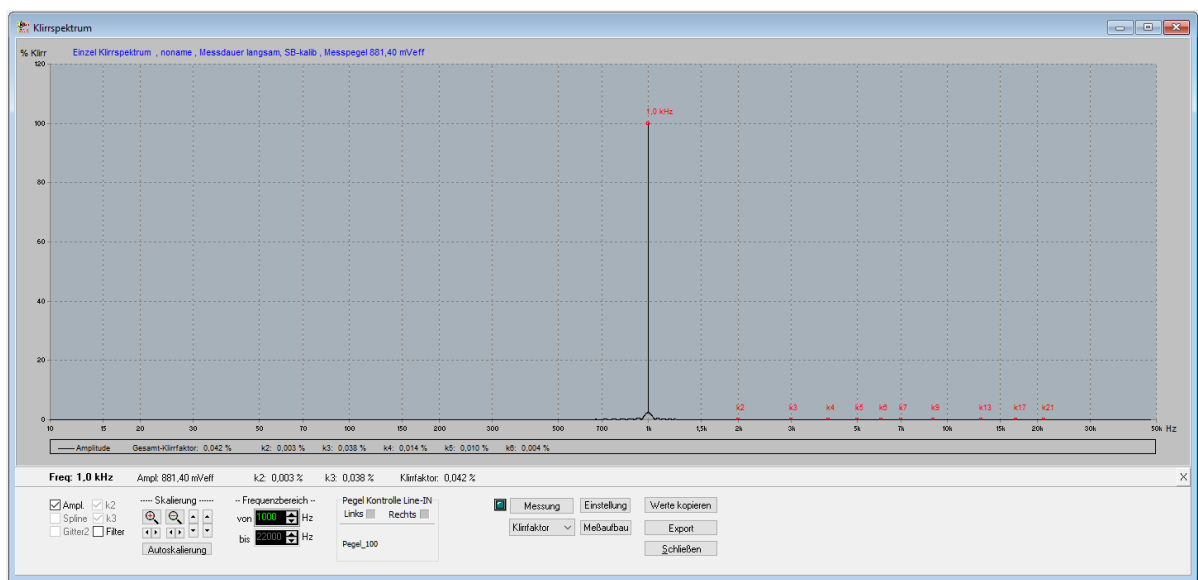 Klirrspektrum
% Klirr Einzel Klirrspektrum , noname , Messdauer langsam, SB-kalib , Messpegel 881,40 mVeff
120
1,0 kHz
100
80
60
40
20
k2 k3 k4 k5 k6 k7 k9 k13 k17 k21
0
10 15 20 30 50 70 100 150 200 300 500 700 1k 1,5k 2k 3k 5k 7k 10k 15k 20k 30k 50k Hz
Amplitude Gesamt-Klirrfaktor: 0,042 % k2: 0,003 % k3: 0,038 % k4: 0,014 % k5: 0,010 % k6: 0,004 %
Freq: 1,0 kHz Ampl: 881,40 mVeff k2: 0,003 % k3: 0,038 % Klirrfaktor: 0,042 %
Ampl. k2
Spline k3
Gitter2 Filter
----- Skalierung ------
Autoskalierung
-- Frequenzbereich --
von 1000 Hz
bis 22000 Hz
Pegel Kontrolle Line-IN
Links Rechts
Pegel_100
Messung Einstellung Werte kopieren
Klirrfaktor Meßaufbau Export
Schließen